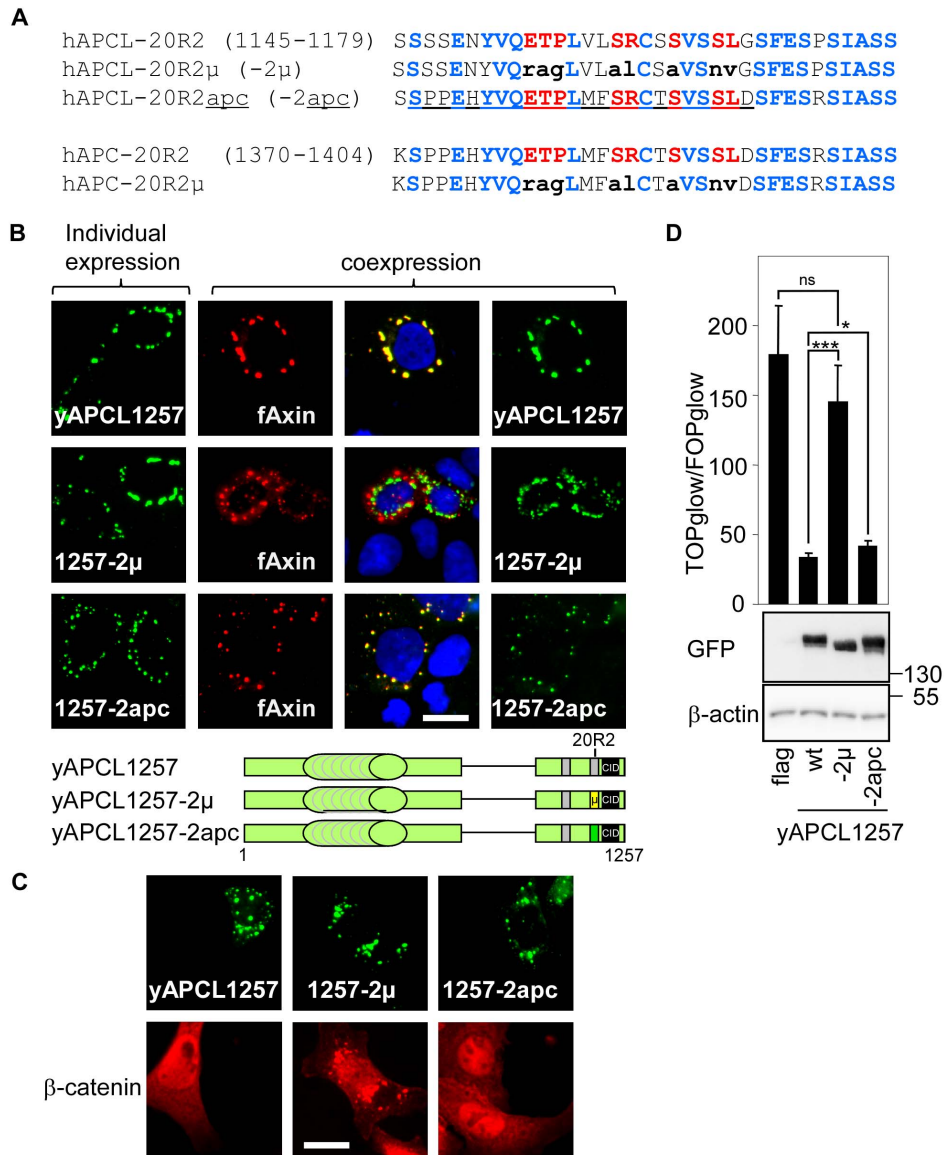 A
hAPCL-20R2 (1145-1179) SSSSENYVQETPLVLSRCSSVSSLGSFESPSIASS
hAPCL-20R2µ (-2µ) SSSSENYVQragLVLalCSaVSnvGSFESPSIASS
hAPCL-20R2apc (-2apc) SSPPEHYVQETPLMFSRCTSVSSLDSFESRSIASS
hAPC-20R2 (1370-1404) KSPPEHYVQETPLMFSRCTSVSSLDSFESRSIASS
hAPC-20R2µ KSPPEHYVQragLMFalCTaVSnvDSFESRSIASS
B
Individual
expression
coexpression
yAPCL1257 fAxin yAPCL1257
1257-2µ fAxin 1257-2µ
1257-2apc fAxin 1257-2apc
20R2
yAPCL1257 CID
yAPCL1257-2µ µ CID
yAPCL1257-2apc CID
1 1257
C
yAPCL1257 1257-2µ 1257-2apc
β-catenin
D
TOPglow/FOPglow
200
150
100
50
0
ns
*
***
GFP
130
55
β-actin
flag wt -2µ -2apc
yAPCL1257